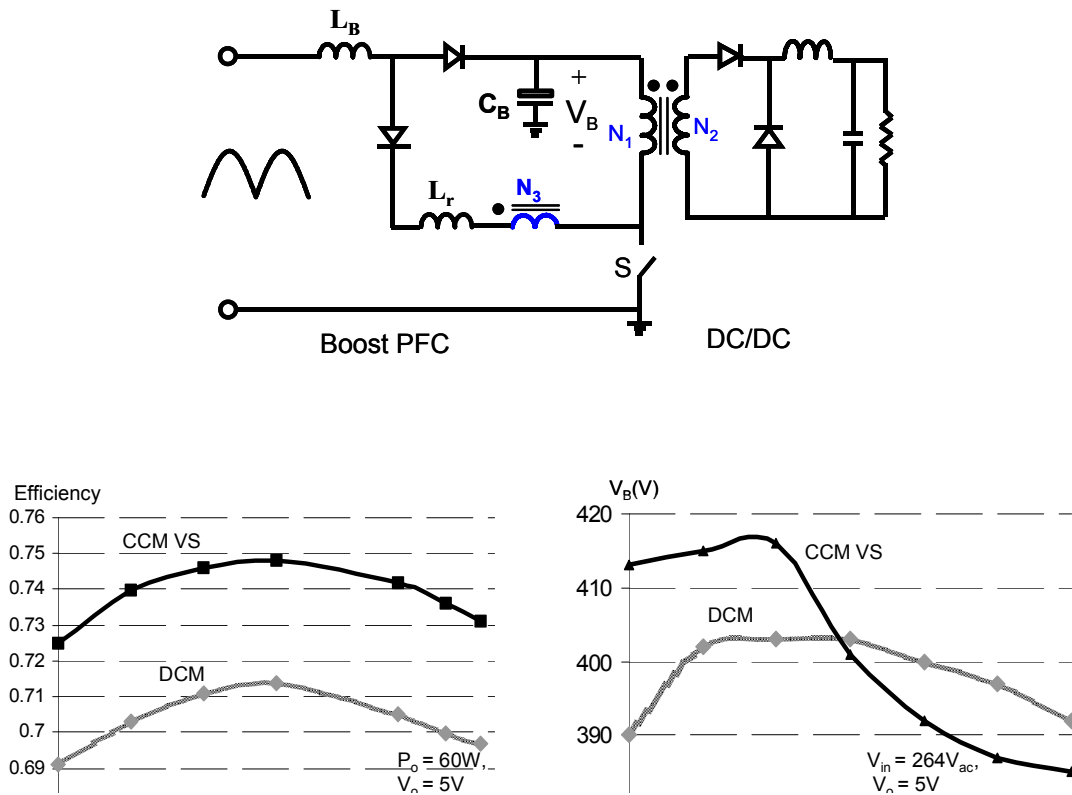 L_B
C_B
+
V_B
-
N_1
N_2
L_r
N_3
S
Boost PFC
DC/DC
Efficiency
0.76
0.75
0.74
0.73
0.72
0.71
0.7
0.69
CCM VS
DCM
P_o = 60W,
V_o = 5V
V_B(V)
420
410
400
390
CCM VS
DCM
V_in = 264V_ac,
V_o = 5V